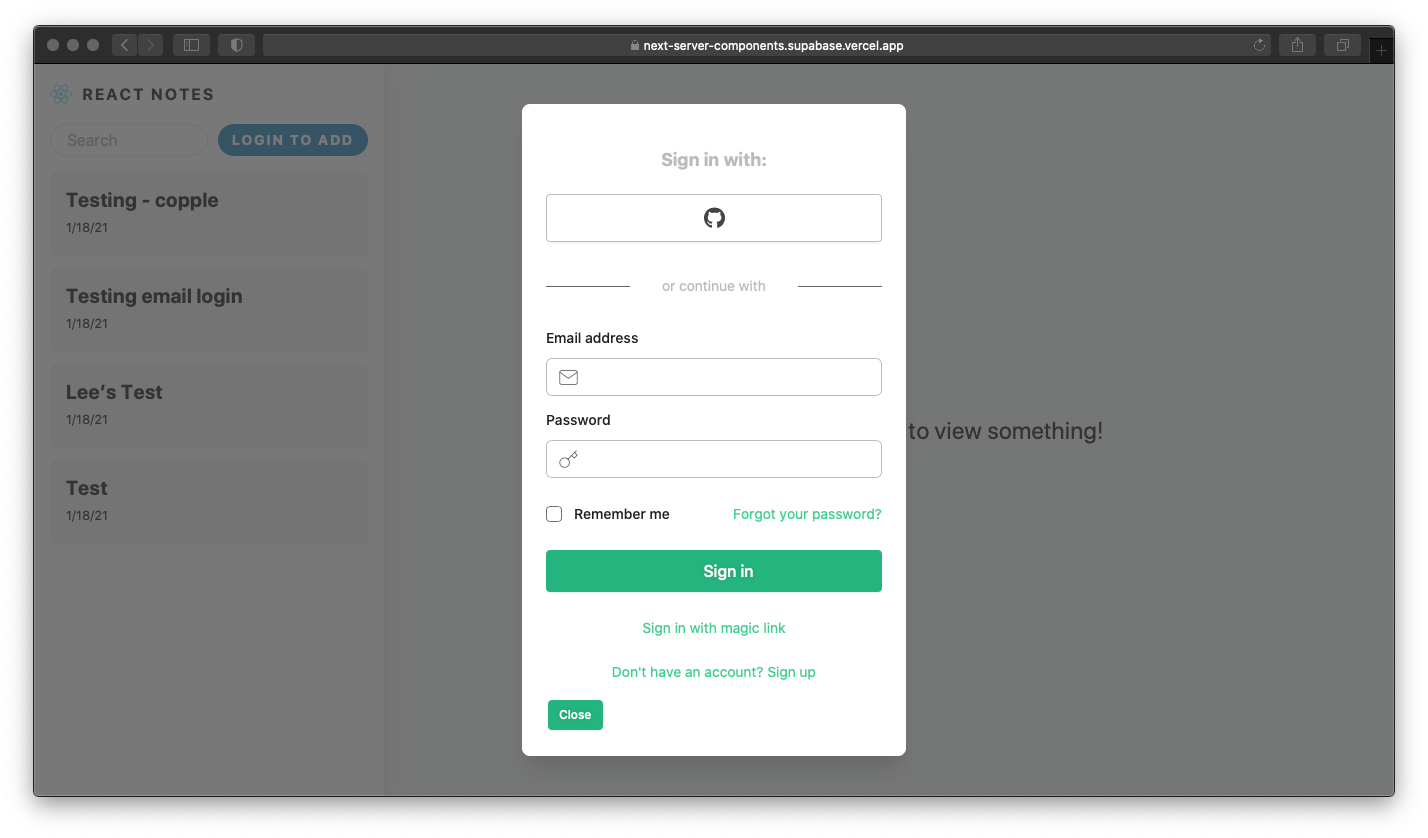 next-server-components.supabase.vercel.app
REACT NOTES
Search
LOGIN TO ADD
Testing - copple
1/18/21
Testing email login
1/18/21
Lee’s Test
1/18/21
Test
1/18/21
to view something!
Sign in with:
or continue with
Email address
Password
Remember me
Forgot your password?
Sign in
Sign in with magic link
Don't have an account? Sign up
Close